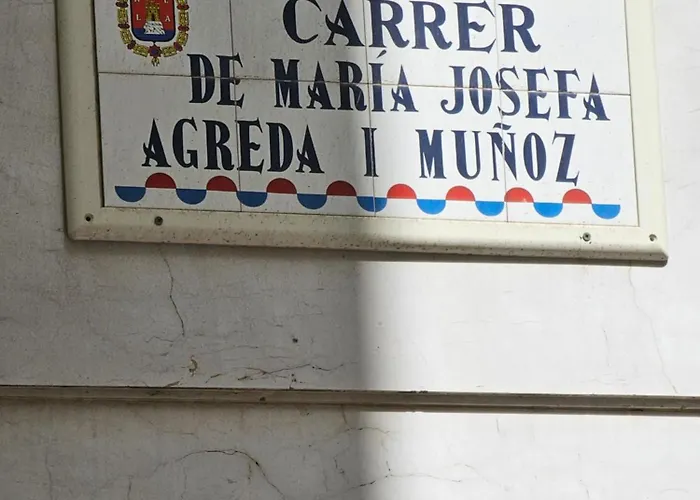 CARRER
DE MARÍA JOSEFA
AGREDA I MUÑOZ